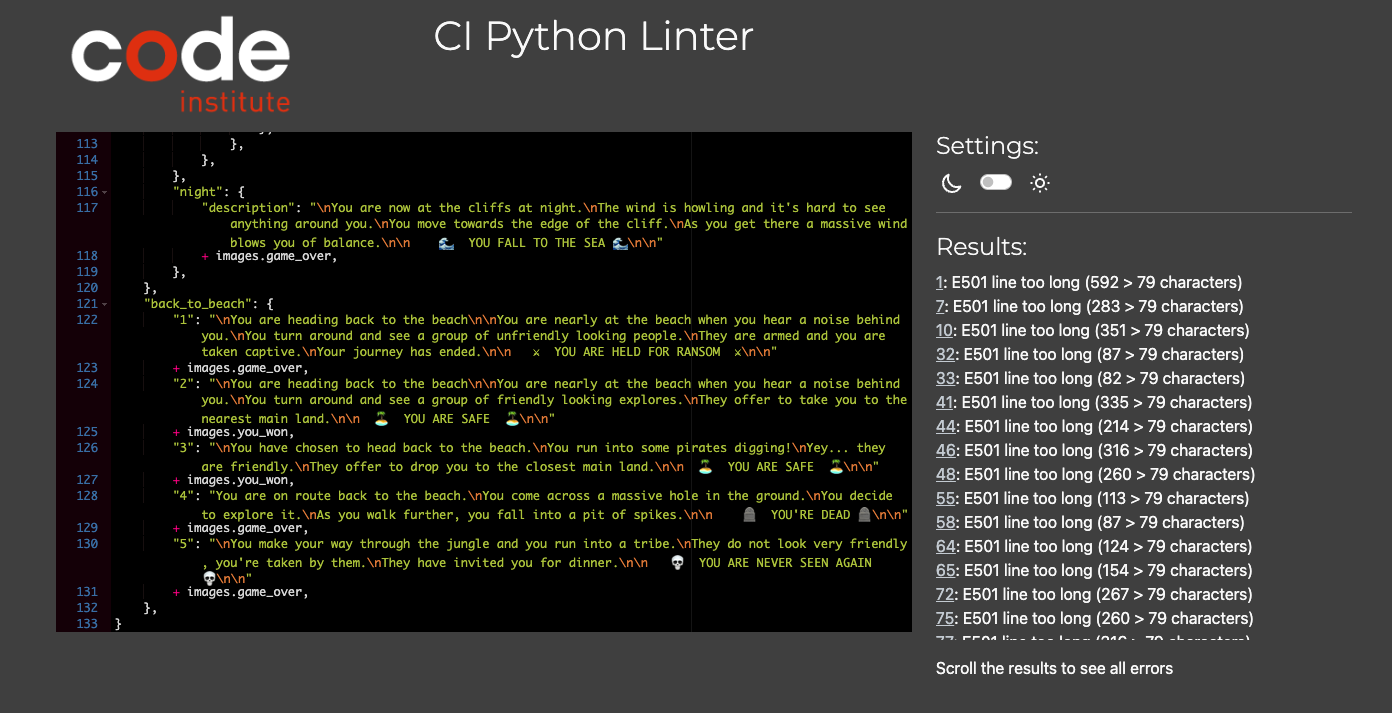 code
institute
CI Python Linter
113 },
114 },
115 },
116 "night": {
117 "description": "\nYou are now at the cliffs at night.\nThe wind is howling and it's hard to see
anything around you.\nYou move towards the edge of the cliff.\nAs you get there a massive wind
blows you of balance.\n\n 🌊 YOU FALL TO THE SEA 🌊\n\n"
118 + images.game_over,
119 },
120 },
121 "back_to_beach": {
122 "1": "\nYou are heading back to the beach\n\nYou are nearly at the beach when you hear a noise behind
you.\nYou turn around and see a group of unfriendly looking people.\nThey are armed and you are
taken captive.\nYour journey has ended.\n\n ⚔ YOU ARE HELD FOR RANSOM ⚔\n\n"
123 + images.game_over,
124 "2": "\nYou are heading back to the beach\n\nYou are nearly at the beach when you hear a noise behind
you.\nYou turn around and see a group of friendly looking explores.\nThey offer to take you to the
nearest main land.\n\n 🏝 YOU ARE SAFE 🏝\n\n"
125 + images.you_won,
126 "3": "\nYou have chosen to head back to the beach.\nYou run into some pirates digging!\nYey... they
are friendly.\nThey offer to drop you to the closest main land.\n\n 🏝 YOU ARE SAFE 🏝\n\n"
127 + images.you_won,
128 "4": "You are on route back to the beach.\nYou come across a massive hole in the ground.\nYou decide
to explore it.\nAs you walk further, you fall into a pit of spikes.\n\n 🪦 YOU'RE DEAD 🪦\n\n"
129 + images.game_over,
130 "5": "\nYou make your way through the jungle and you run into a tribe.\nThey do not look very friendly
, you're taken by them.\nThey have invited you for dinner.\n\n 💀 YOU ARE NEVER SEEN AGAIN
💀\n\n"
131 + images.game_over,
132 },
133 }
Settings:
Results:
1: E501 line too long (592 > 79 characters)
7: E501 line too long (283 > 79 characters)
10: E501 line too long (351 > 79 characters)
32: E501 line too long (87 > 79 characters)
33: E501 line too long (82 > 79 characters)
41: E501 line too long (335 > 79 characters)
44: E501 line too long (214 > 79 characters)
46: E501 line too long (316 > 79 characters)
48: E501 line too long (260 > 79 characters)
55: E501 line too long (113 > 79 characters)
58: E501 line too long (87 > 79 characters)
64: E501 line too long (124 > 79 characters)
65: E501 line too long (154 > 79 characters)
72: E501 line too long (267 > 79 characters)
75: E501 line too long (260 > 79 characters)
E501 line too long
Scroll the results to see all errors